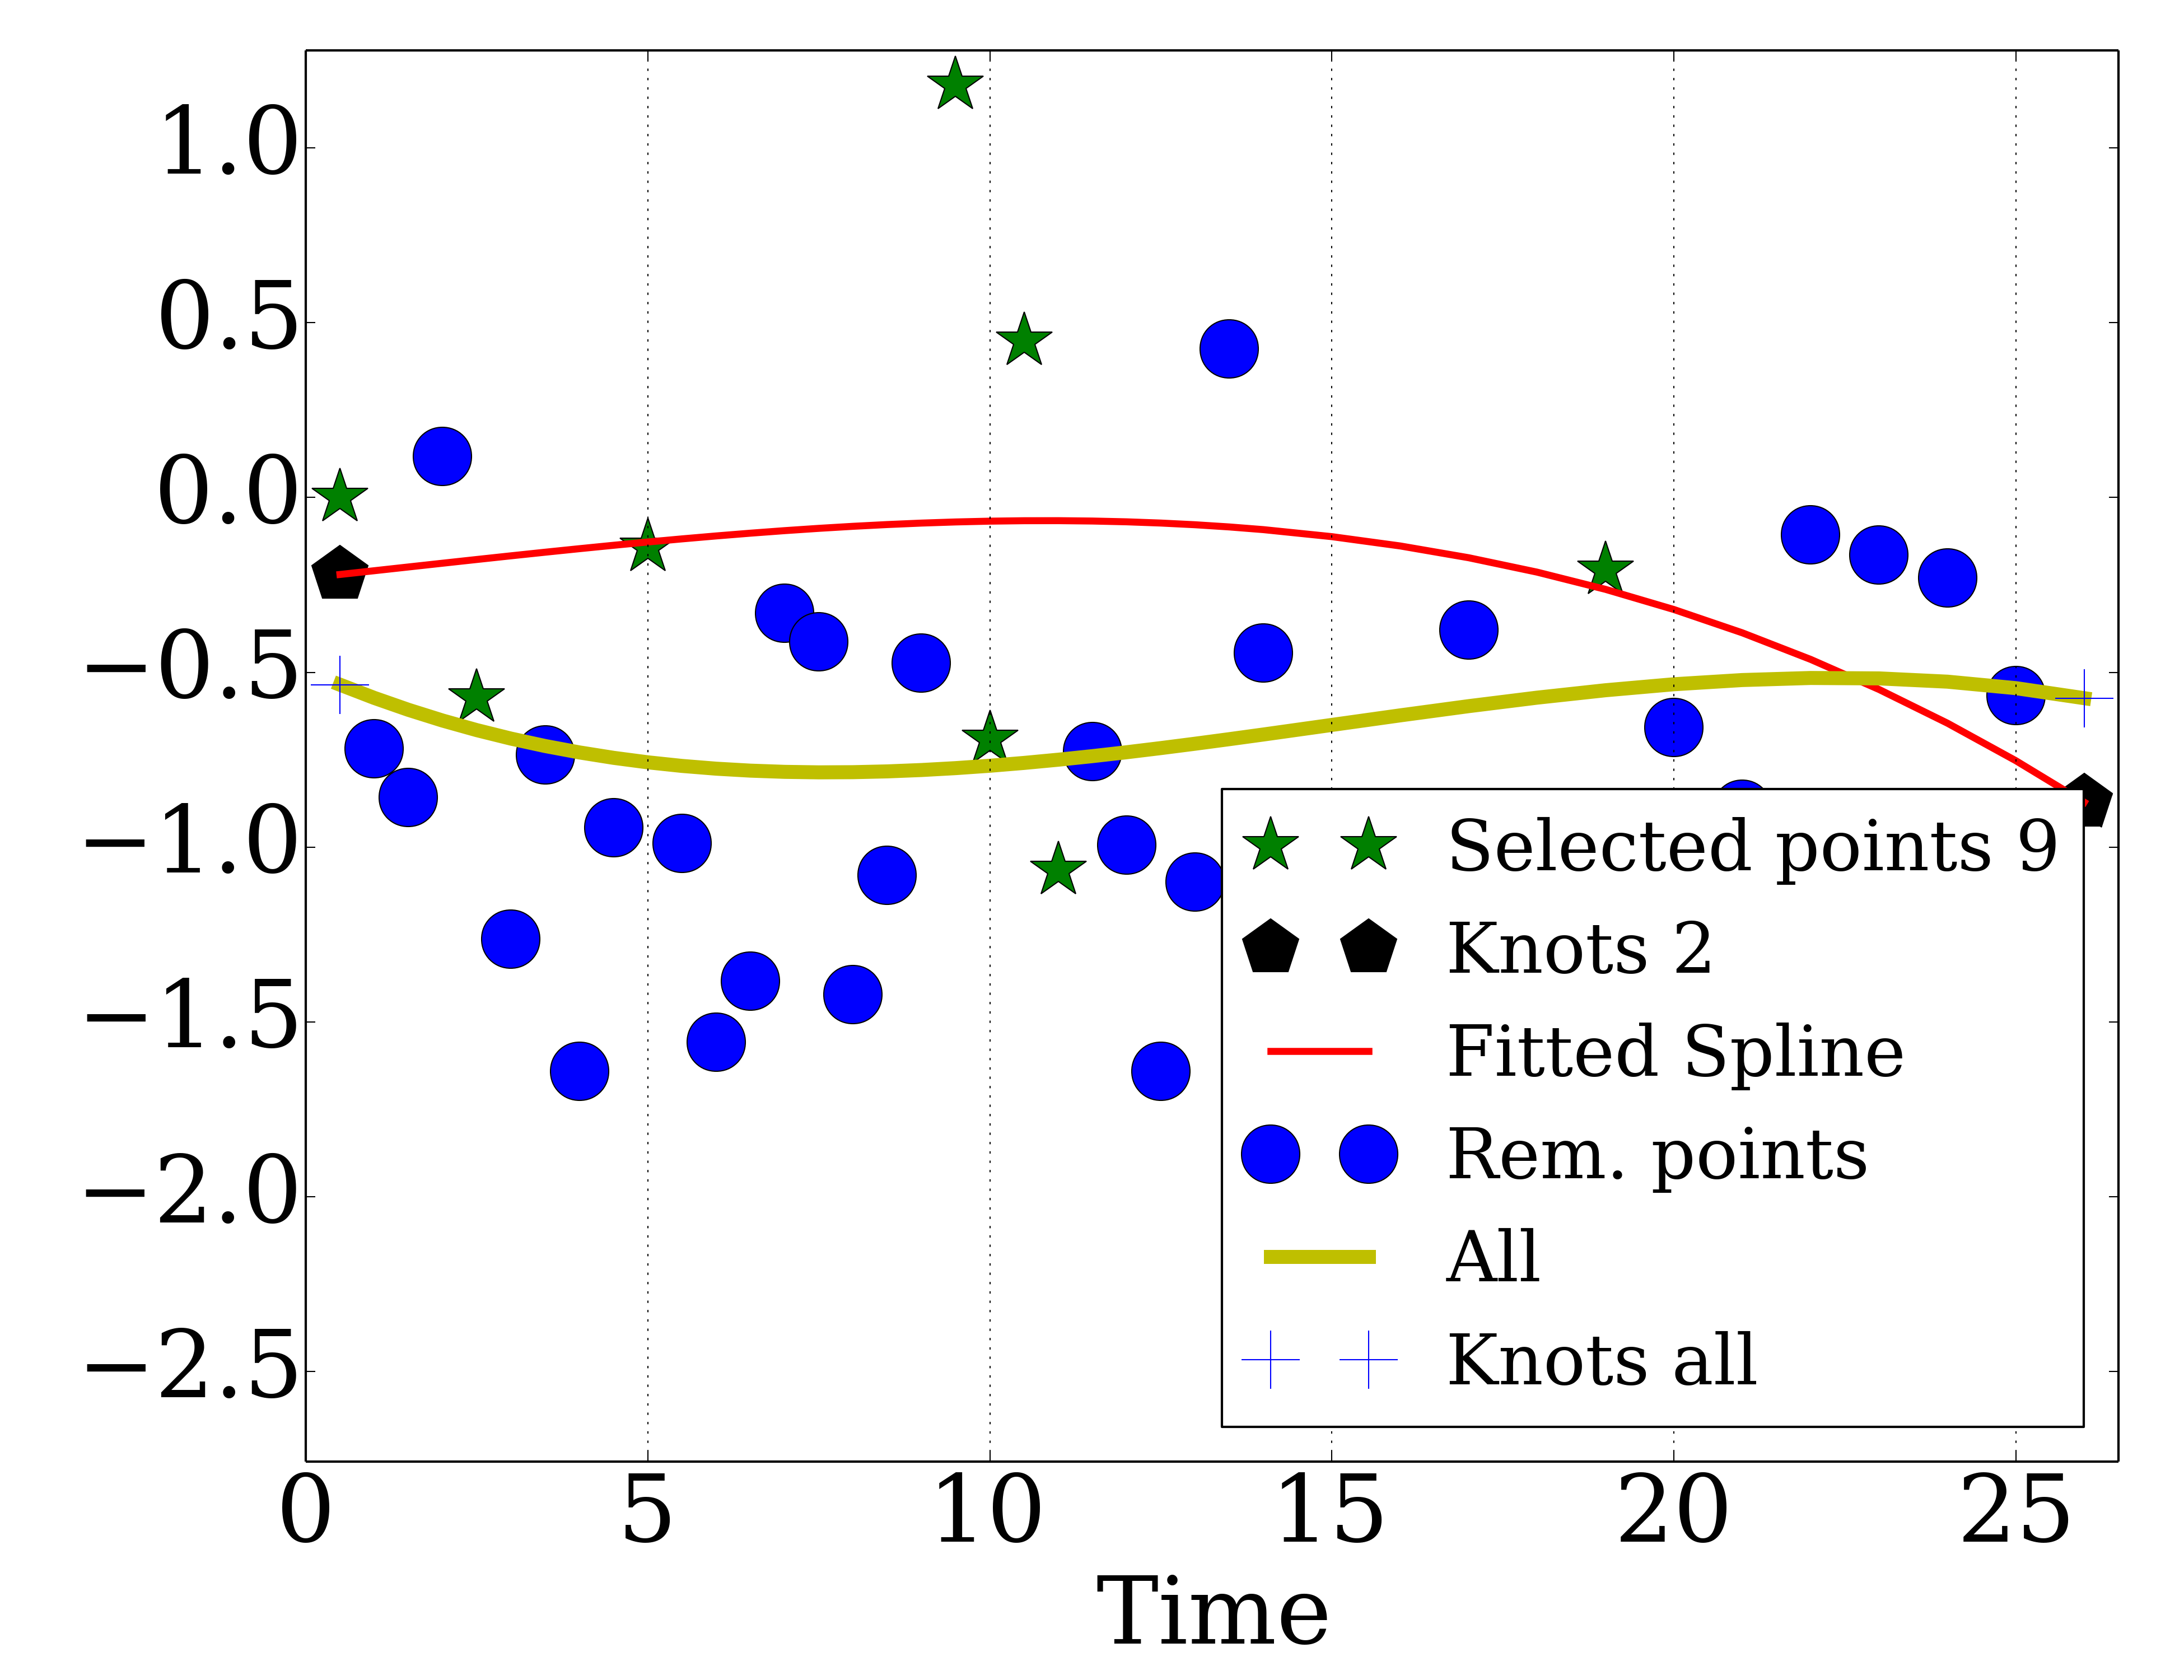 1.0
0.5
0.0
−0.5
−1.0
−1.5
−2.0
−2.5
Selected points 9
Knots 2
Fitted Spline
Rem. points
All
Knots all
0 5 10 15 20 25
Time